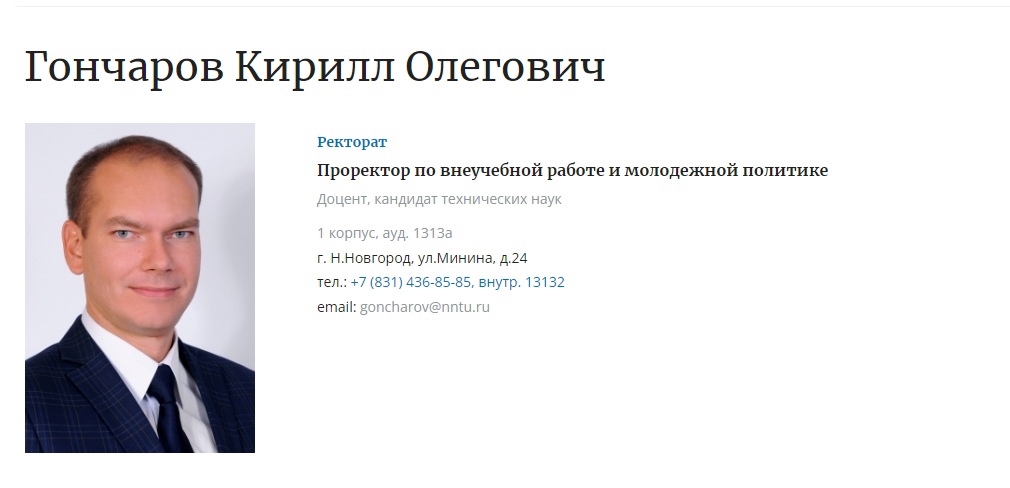 Гончаров Кирилл Олегович
Ректорат
Проректор по внеучебной работе и молодежной политике
Доцент, кандидат технических наук
1 корпус, ауд. 1313а
г. Н.Новгород, ул.Минина, д.24
тел.: +7 (831) 436-85-85, внутр. 13132
email: goncharov@nntu.ru